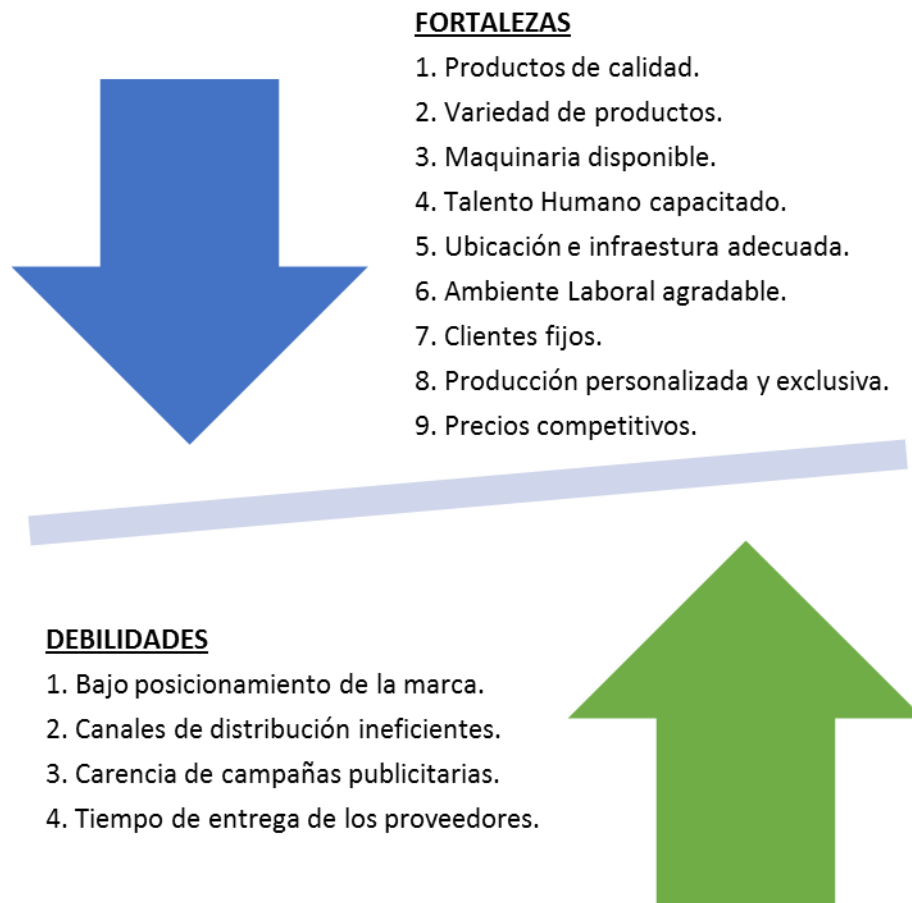 FORTALEZAS
1. Productos de calidad.
2. Variedad de productos.
3. Maquinaria disponible.
4. Talento Humano capacitado.
5. Ubicación e infraestura adecuada.
6. Ambiente Laboral agradable.
7. Clientes fijos.
8. Producción personalizada y exclusiva.
9. Precios competitivos.
DEBILIDADES
1. Bajo posicionamiento de la marca.
2. Canales de distribución ineficientes.
3. Carencia de campañas publicitarias.
4. Tiempo de entrega de los proveedores.